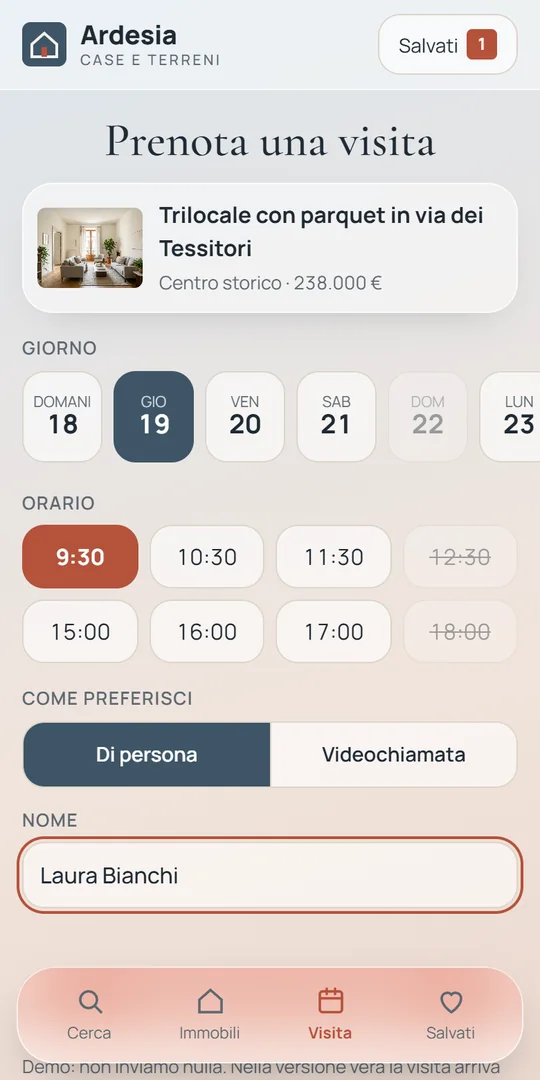 Ardesia
CASE E TERRENI
Salvati 1
Prenota una visita
Trilocale con parquet in via dei
Tessitori
Centro storico · 238.000 €
GIORNO
DOMANI GIO VEN SAB DOM LUN
18 19 20 21 22 23
ORARIO
9:30 10:30 11:30 12:30
15:00 16:00 17:00 18:00
COME PREFERISCI
Di persona Videochiamata
NOME
Laura Bianchi
Cerca Immobili Visita Salvati
Demo: non inviamo nulla. Nella versione vera la visita arriva